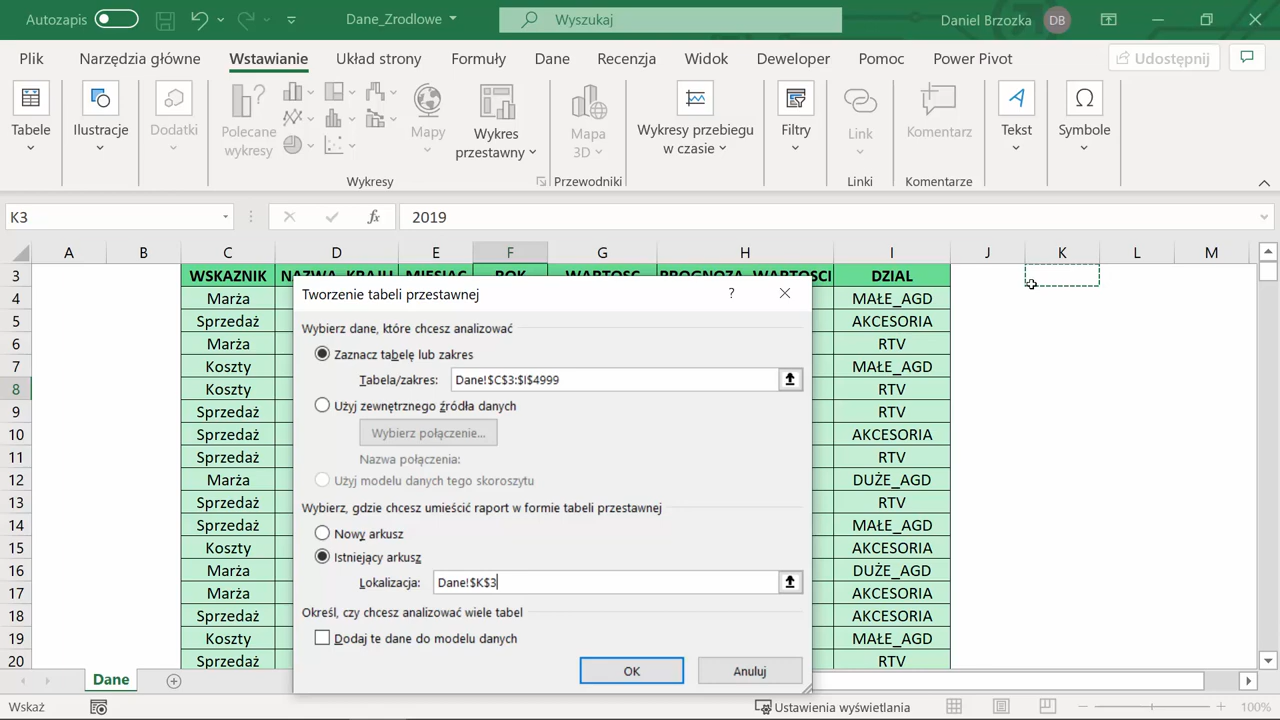 Autozapis
Dane_Zrodlowe
Wyszukaj
Daniel Brzozka
DB
Plik
Narzędzia główne
Wstawianie
Układ strony
Formuły
Dane
Recenzja
Widok
Deweloper
Pomoc
Power Pivot
Udostępnij
Tabele
Ilustracje
Dodatki
Polecane
wykresy
Mapy
Wykres
przestawny
Mapa
3D
Wykresy przebiegu
w czasie
Filtry
Link
Komentarz
Tekst
Symbole
Wykresy
Przewodniki
Linki
Komentarze
K3
fx
2019
A B C D E F G H I J K L M
3 WSKAZNIK NAZWA_KRAJU MIESIAC ROK WARTOSC PROGNOZA_WARTOSCI DZIAL
4 Marża MAŁE_AGD
5 Sprzedaż AKCESORIA
6 Marża RTV
7 Koszty MAŁE_AGD
8 Koszty RTV
9 Sprzedaż RTV
10 Sprzedaż AKCESORIA
11 Sprzedaż RTV
12 Marża DUŻE_AGD
13 Sprzedaż RTV
14 Sprzedaż MAŁE_AGD
15 Koszty AKCESORIA
16 Marża DUŻE_AGD
17 Marża AKCESORIA
18 Sprzedaż AKCESORIA
19 Koszty MAŁE_AGD
20 Sprzedaż RTV
Tworzenie tabeli przestawnej
?
Wybierz dane, które chcesz analizować
Zaznacz tabelę lub zakres
Tabela/zakres: Dane!$C$3:$I$4999
Użyj zewnętrznego źródła danych
Wybierz połączenie...
Nazwa połączenia:
Użyj modelu danych tego skoroszytu
Wybierz, gdzie chcesz umieścić raport w formie tabeli przestawnej
Nowy arkusz
Istniejący arkusz
Lokalizacja: Dane!$K$3
Określ, czy chcesz analizować wiele tabel
Dodaj te dane do modelu danych
OK
Anuluj
Dane
Wskaż
Ustawienia wyświetlania
100%